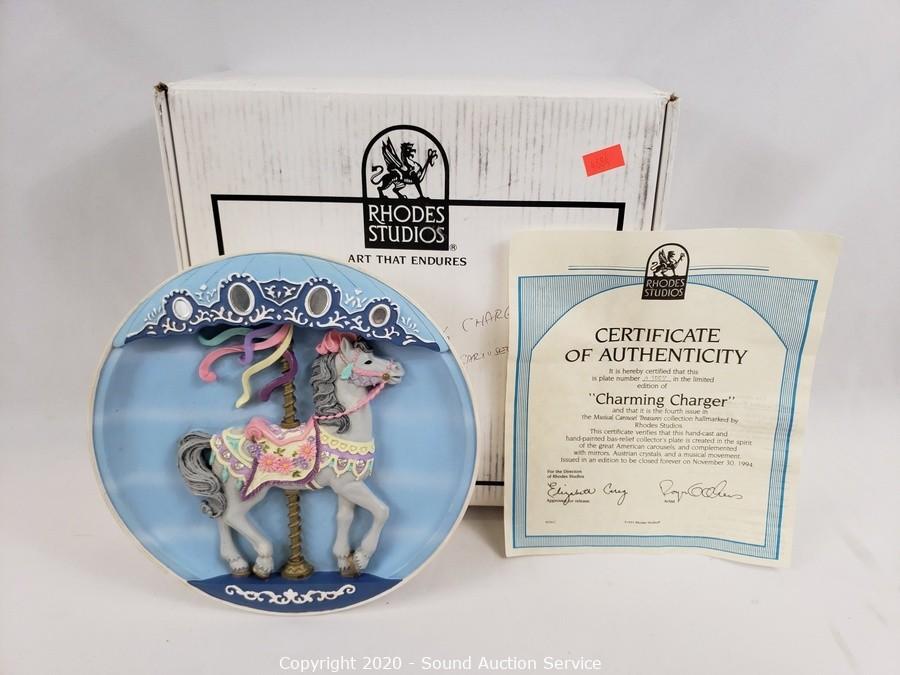 RHODES
STUDIOS®
ART THAT ENDURES
RHODES
STUDIOS
CERTIFICATE
OF AUTHENTICITY
It is hereby certified that this
is plate number in the limited
edition of
"Charming Charger"
and that it is the fourth issue in
the Musical Carousel Treasures collection hallmarked by
Rhodes Studios
This certificate verifies that this hand-cast and
hand-painted bas-relief collector's plate is created in the spirit
of the great American carousels, and complemented
with mirrors, Austrian crystals, and a musical movement.
Issued in an edition to be closed forever on November 30, 1994
For the Directors
of Rhodes Studios
Approved for release
Artist
Copyright 2020 - Sound Auction Service